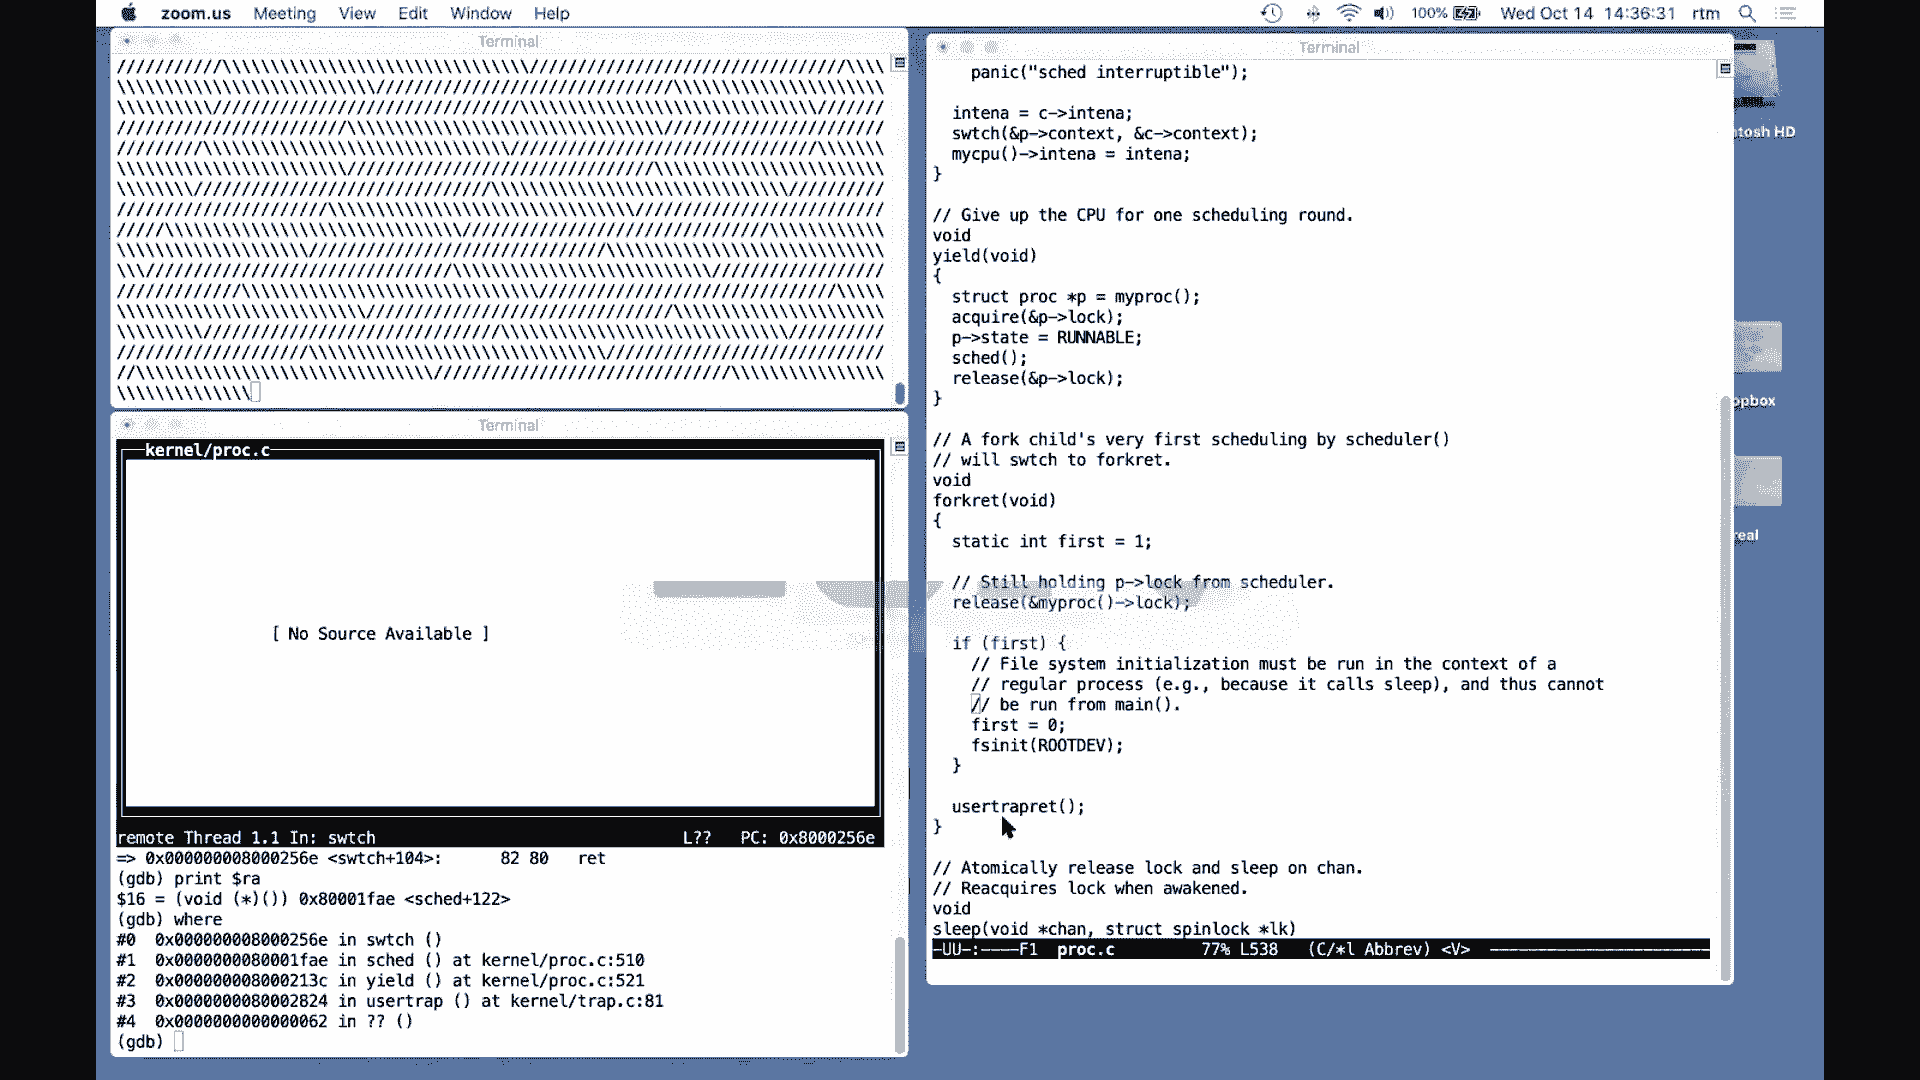 zoom.us Meeting View Edit Window Help 100% Wed Oct 14 14:36:31 rtm
Terminal
Terminal
kernel/proc.c
[ No Source Available ]
remote Thread 1.1 In: swtch L?? PC: 0x8000256e
=> 0x000000008000256e <swtch+104>: 82 80 ret
(gdb) print $ra
$16 = (void (*)()) 0x80001fae <sched+122>
(gdb) where
#0 0x000000008000256e in swtch ()
#1 0x0000000080001fae in sched () at kernel/proc.c:510
#2 0x000000008000213c in yield () at kernel/proc.c:521
#3 0x0000000080002824 in usertrap () at kernel/trap.c:81
#4 0x0000000000000062 in ?? ()
(gdb)
Terminal
panic("sched interruptible");
intena = c->intena;
swtch(&p->context, &c->context);
mycpu()->intena = intena;
}
// Give up the CPU for one scheduling round.
void
yield(void)
{
struct proc *p = myproc();
acquire(&p->lock);
p->state = RUNNABLE;
sched();
release(&p->lock);
}
// A fork child's very first scheduling by scheduler()
// will swtch to forkret.
void
forkret(void)
{
static int first = 1;
// Still holding p->lock from scheduler.
release(&myproc()->lock);
if (first) {
// File system initialization must be run in the context of a
// regular process (e.g., because it calls sleep), and thus cannot
// be run from main().
first = 0;
fsinit(ROOTDEV);
}
usertrapret();
}
// Atomically release lock and sleep on chan.
// Reacquires lock when awakened.
void
sleep(void *chan, struct spinlock *lk)
-UU-:----F1 proc.c 77% L538 (C/*l Abbrev) <V>
ntosh HD
opbox
real